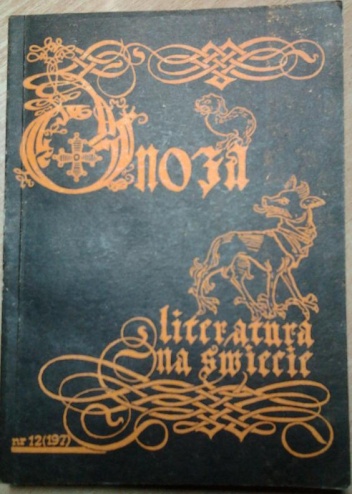 Gnoza
literatura
na świecie
nr 12(197)